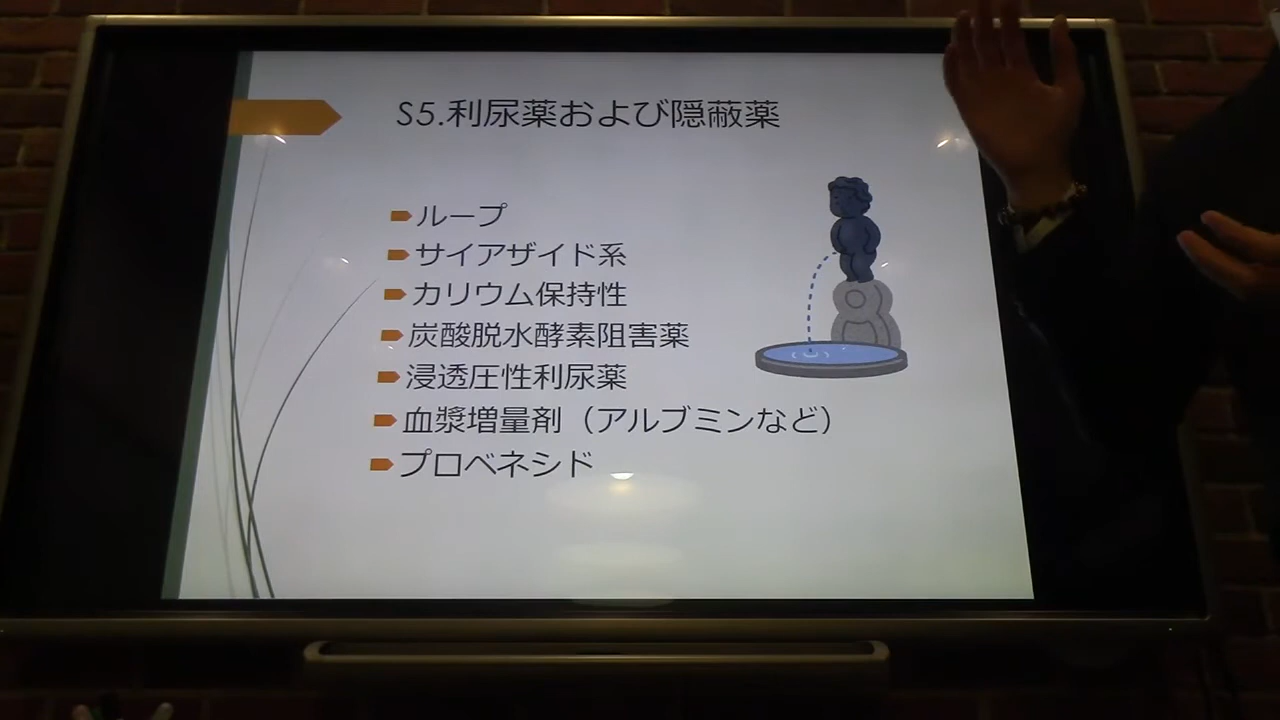 S5.利尿薬および隠蔽薬
ループ
サイアザイド系
カリウム保持性
炭酸脱水酵素阻害薬
浸透圧性利尿薬
血漿増量剤（アルブミンなど）
プロベネシド